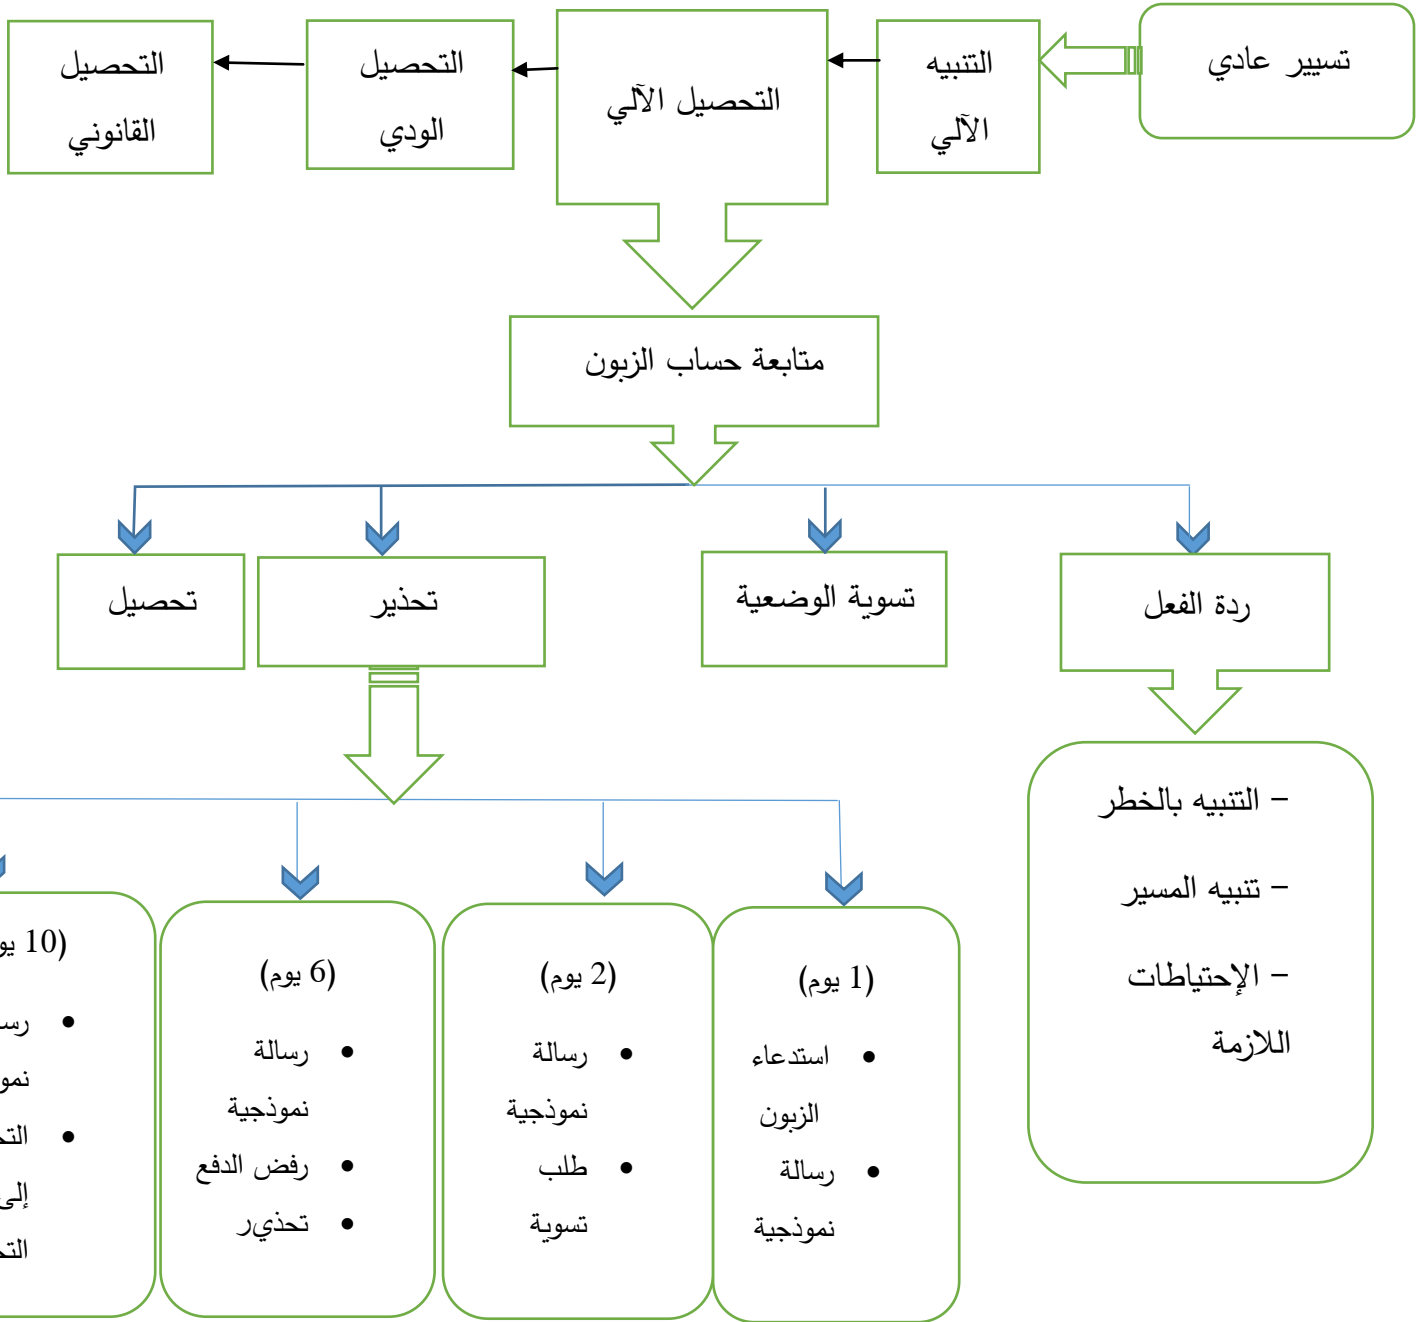 تسيير عادي
التنبيه
الآلي
التحصيل الآلي
التحصيل
الودي
التحصيل
القانوني
متابعة حساب الزبون
ردة الفعل
تسوية الوضعية
تحذير
تحصيل
– التنبيه بالخطر
– تنبيه المسير
– الإحتياطات
اللازمة
(1 يوم)
• استدعاء
الزبون
• رسالة
نموذجية
(2 يوم)
• رسالة
نموذجية
• طلب
تسوية
(6 يوم)
• رسالة
نموذجية
• رفض الدفع
• تحذير
(10
•
•
إلى